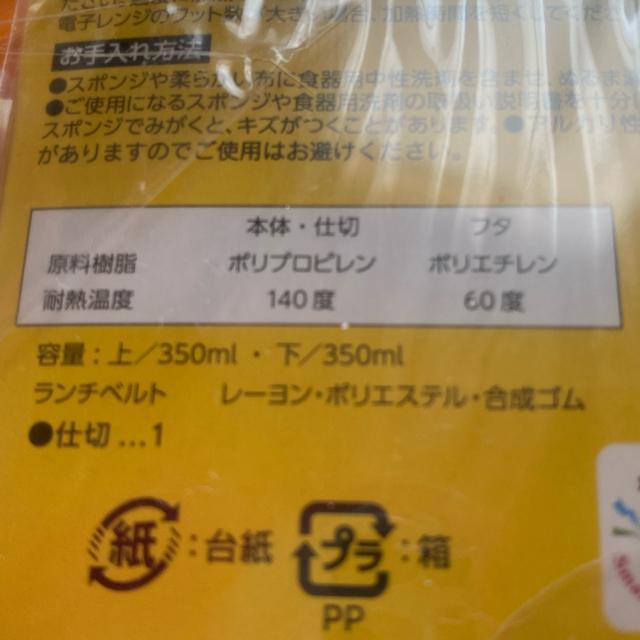 電子レンジのワット数が大きい場合、加熱時間を短くしてくださ
お手入れ方法
●スポンジや柔らかい布に食器用中性洗剤を含ませ、ぬるま
●ご使用になるスポンジや食器用洗剤の取扱い説明書を十分
スポンジでみがくと、キズがつくことがあります。●アルカリ性
がありますのでご使用はお避けください。
本体・仕切 フタ
原料樹脂 ポリプロピレン ポリエチレン
耐熱温度 140度 60度
容量:上/350ml・下/350ml
ランチベルト レーヨン・ポリエステル・合成ゴム
●仕切…1
紙:台紙 プラ:箱
PP